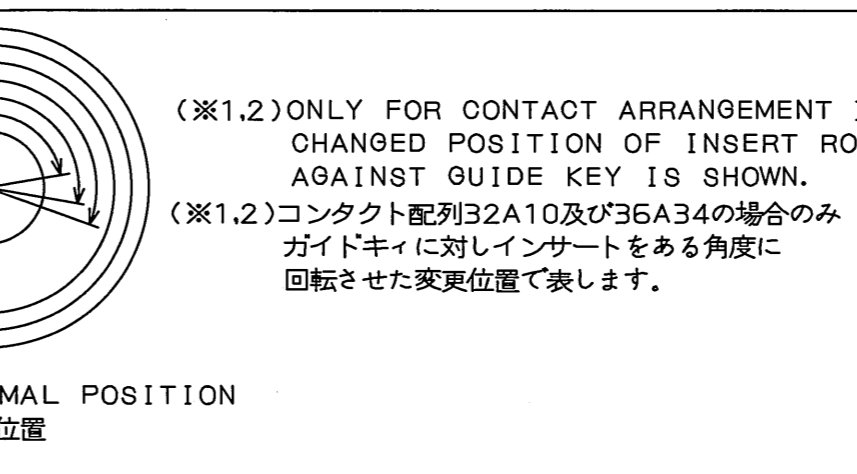 (※1,2)ONLY FOR CONTACT ARRANGEMENT
CHANGED POSITION OF INSERT
AGAINST GUIDE KEY IS SHOWN.
(※1,2)コンタクト配列32A10及び36A34の場合のみ
ガイドキィに対しインサートをある角度に
回転させた変更位置で表します。
MAL POSITION
位置